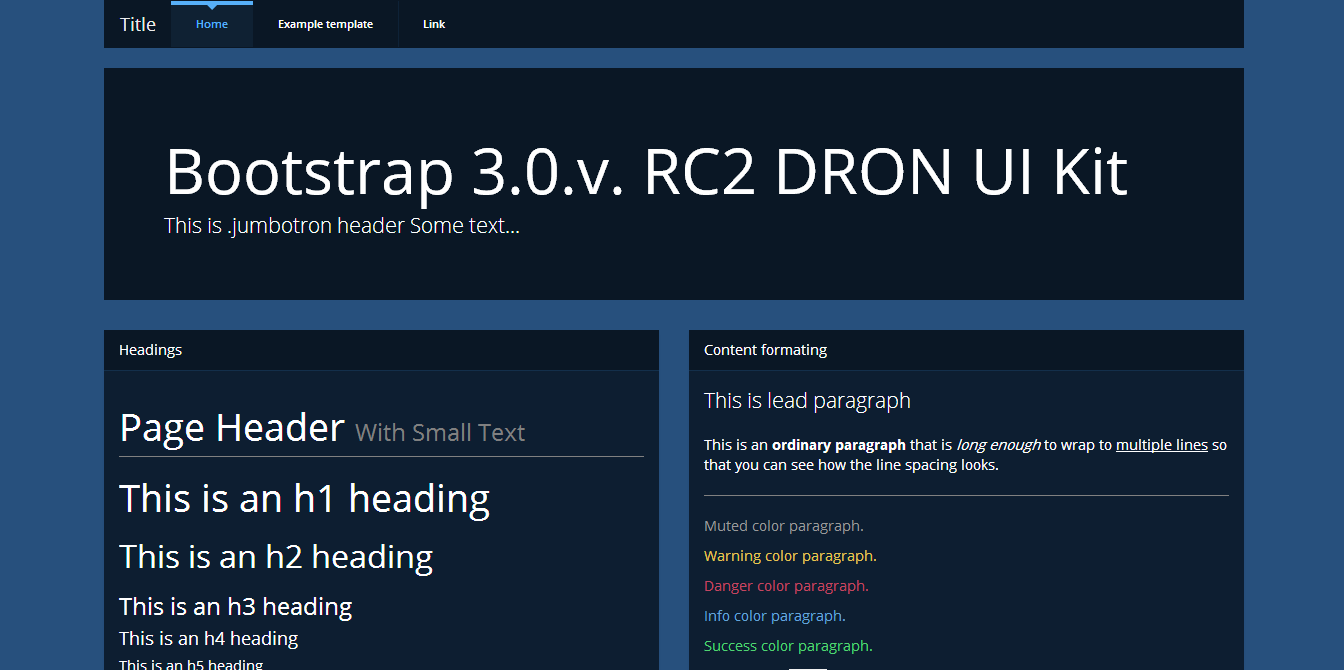 Title Home Example template Link
Bootstrap 3.0.v. RC2 DRON UI Kit
This is .jumbotron header Some text...
Headings
Page Header With Small Text
This is an h1 heading
This is an h2 heading
This is an h3 heading
This is an h4 heading
This is an h5 heading
Content formating
This is lead paragraph
This is an ordinary paragraph that is long enough to wrap to multiple lines so
that you can see how the line spacing looks.
Muted color paragraph.
Warning color paragraph.
Danger color paragraph.
Info color paragraph.
Success color paragraph.